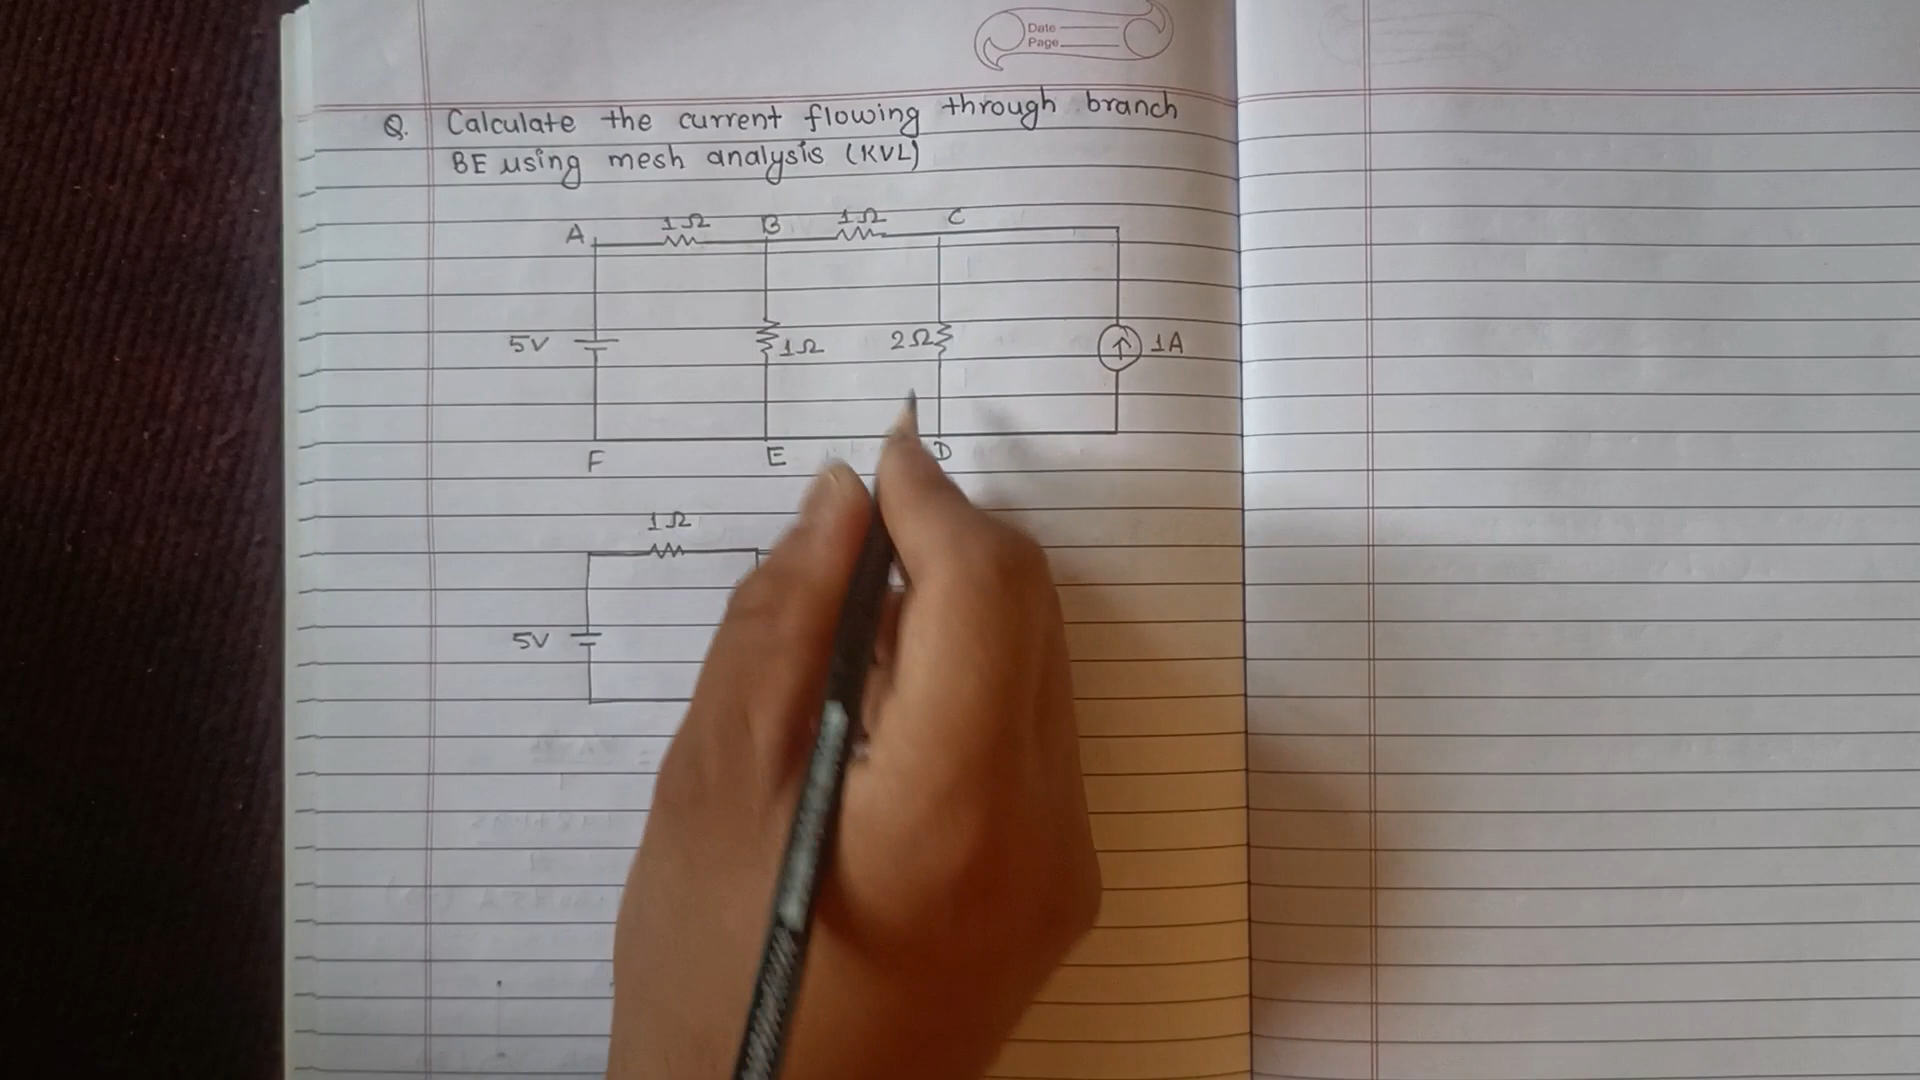 Date
Page
Q. Calculate the current flowing through branch
BE using mesh analysis (KVL)
A 1Ω B 1Ω C
5V 1Ω 2Ω 1A
F E D
1Ω
5V